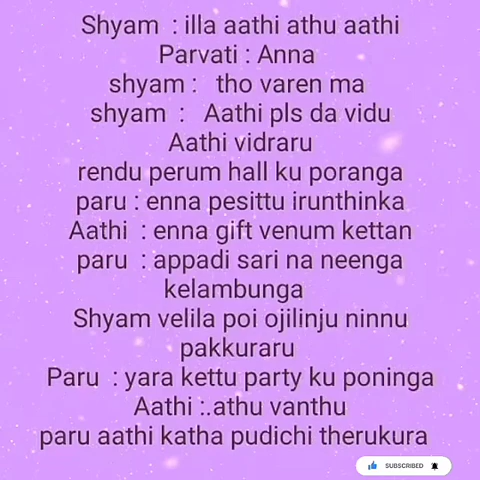 Shyam : illa aathi athu aathi
Parvati : Anna
shyam : tho varen ma
shyam : Aathi pls da vidu
Aathi vidraru
rendu perum hall ku poranga
paru : enna pesittu irunthinka
Aathi : enna gift venum kettan
paru : appadi sari na neenga
kelambunga
Shyam velila poi ojilinju ninnu
pakkuraru
Paru : yara kettu party ku poninga
Aathi :.athu vanthu
paru aathi katha pudichi therukura
SUBSCRIBED